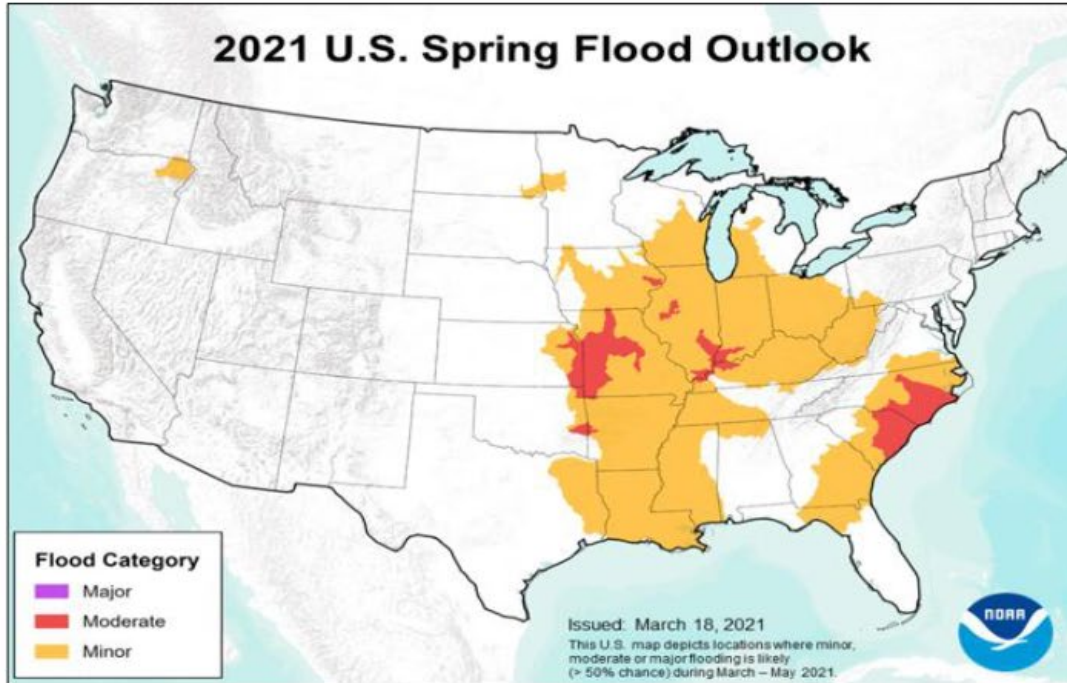 2021 U.S. Spring Flood Outlook
Flood Category
Major
Moderate
Minor
Issued: March 18, 2021
This U.S. map depicts locations where minor,
moderate or major flooding is likely
(> 50% chance) during March – May 2021.
NOAA